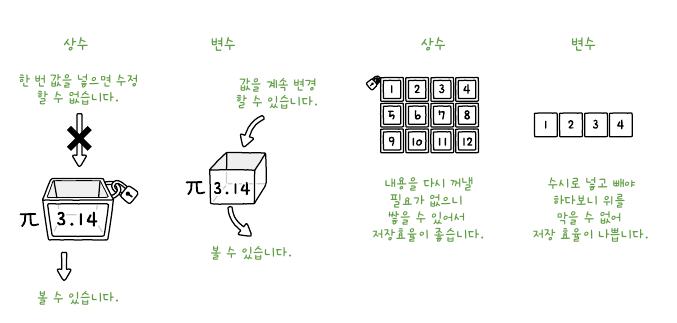 상수
한 번 값을 넣으면 수정
할 수 없습니다.
π 3.14
볼 수 있습니다.
변수
값을 계속 변경
할 수 있습니다.
π 3.14
볼 수 있습니다.
상수
1 2 3 4
5 6 7 8
9 10 11 12
내용을 다시 꺼낼
필요가 없으니
쌓을 수 있어서
저장효율이 좋습니다.
변수
1 2 3 4
수시로 넣고 빼야
하다보니 위를
막을 수 없어
저장 효율이 나쁩니다.